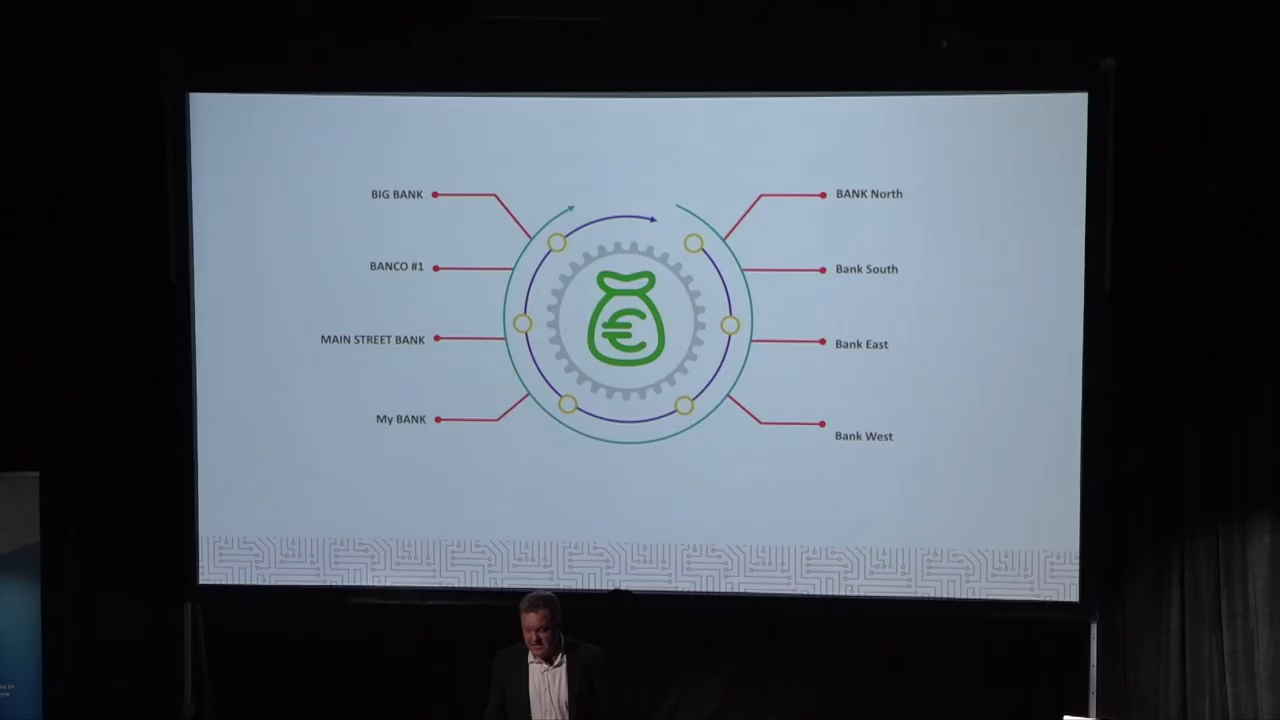 BIG BANK
BANK North
BANCO #1
Bank South
MAIN STREET BANK
Bank East
My BANK
Bank West
€